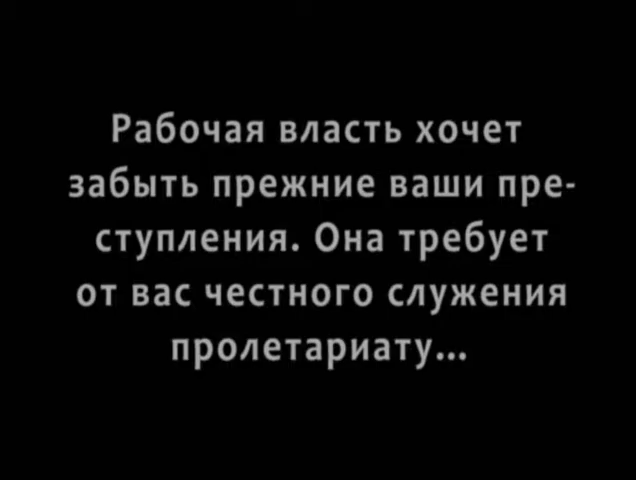 Рабочая власть хочет
забыть прежние ваши пре-
ступления. Она требует
от вас честного служения
пролетариату...